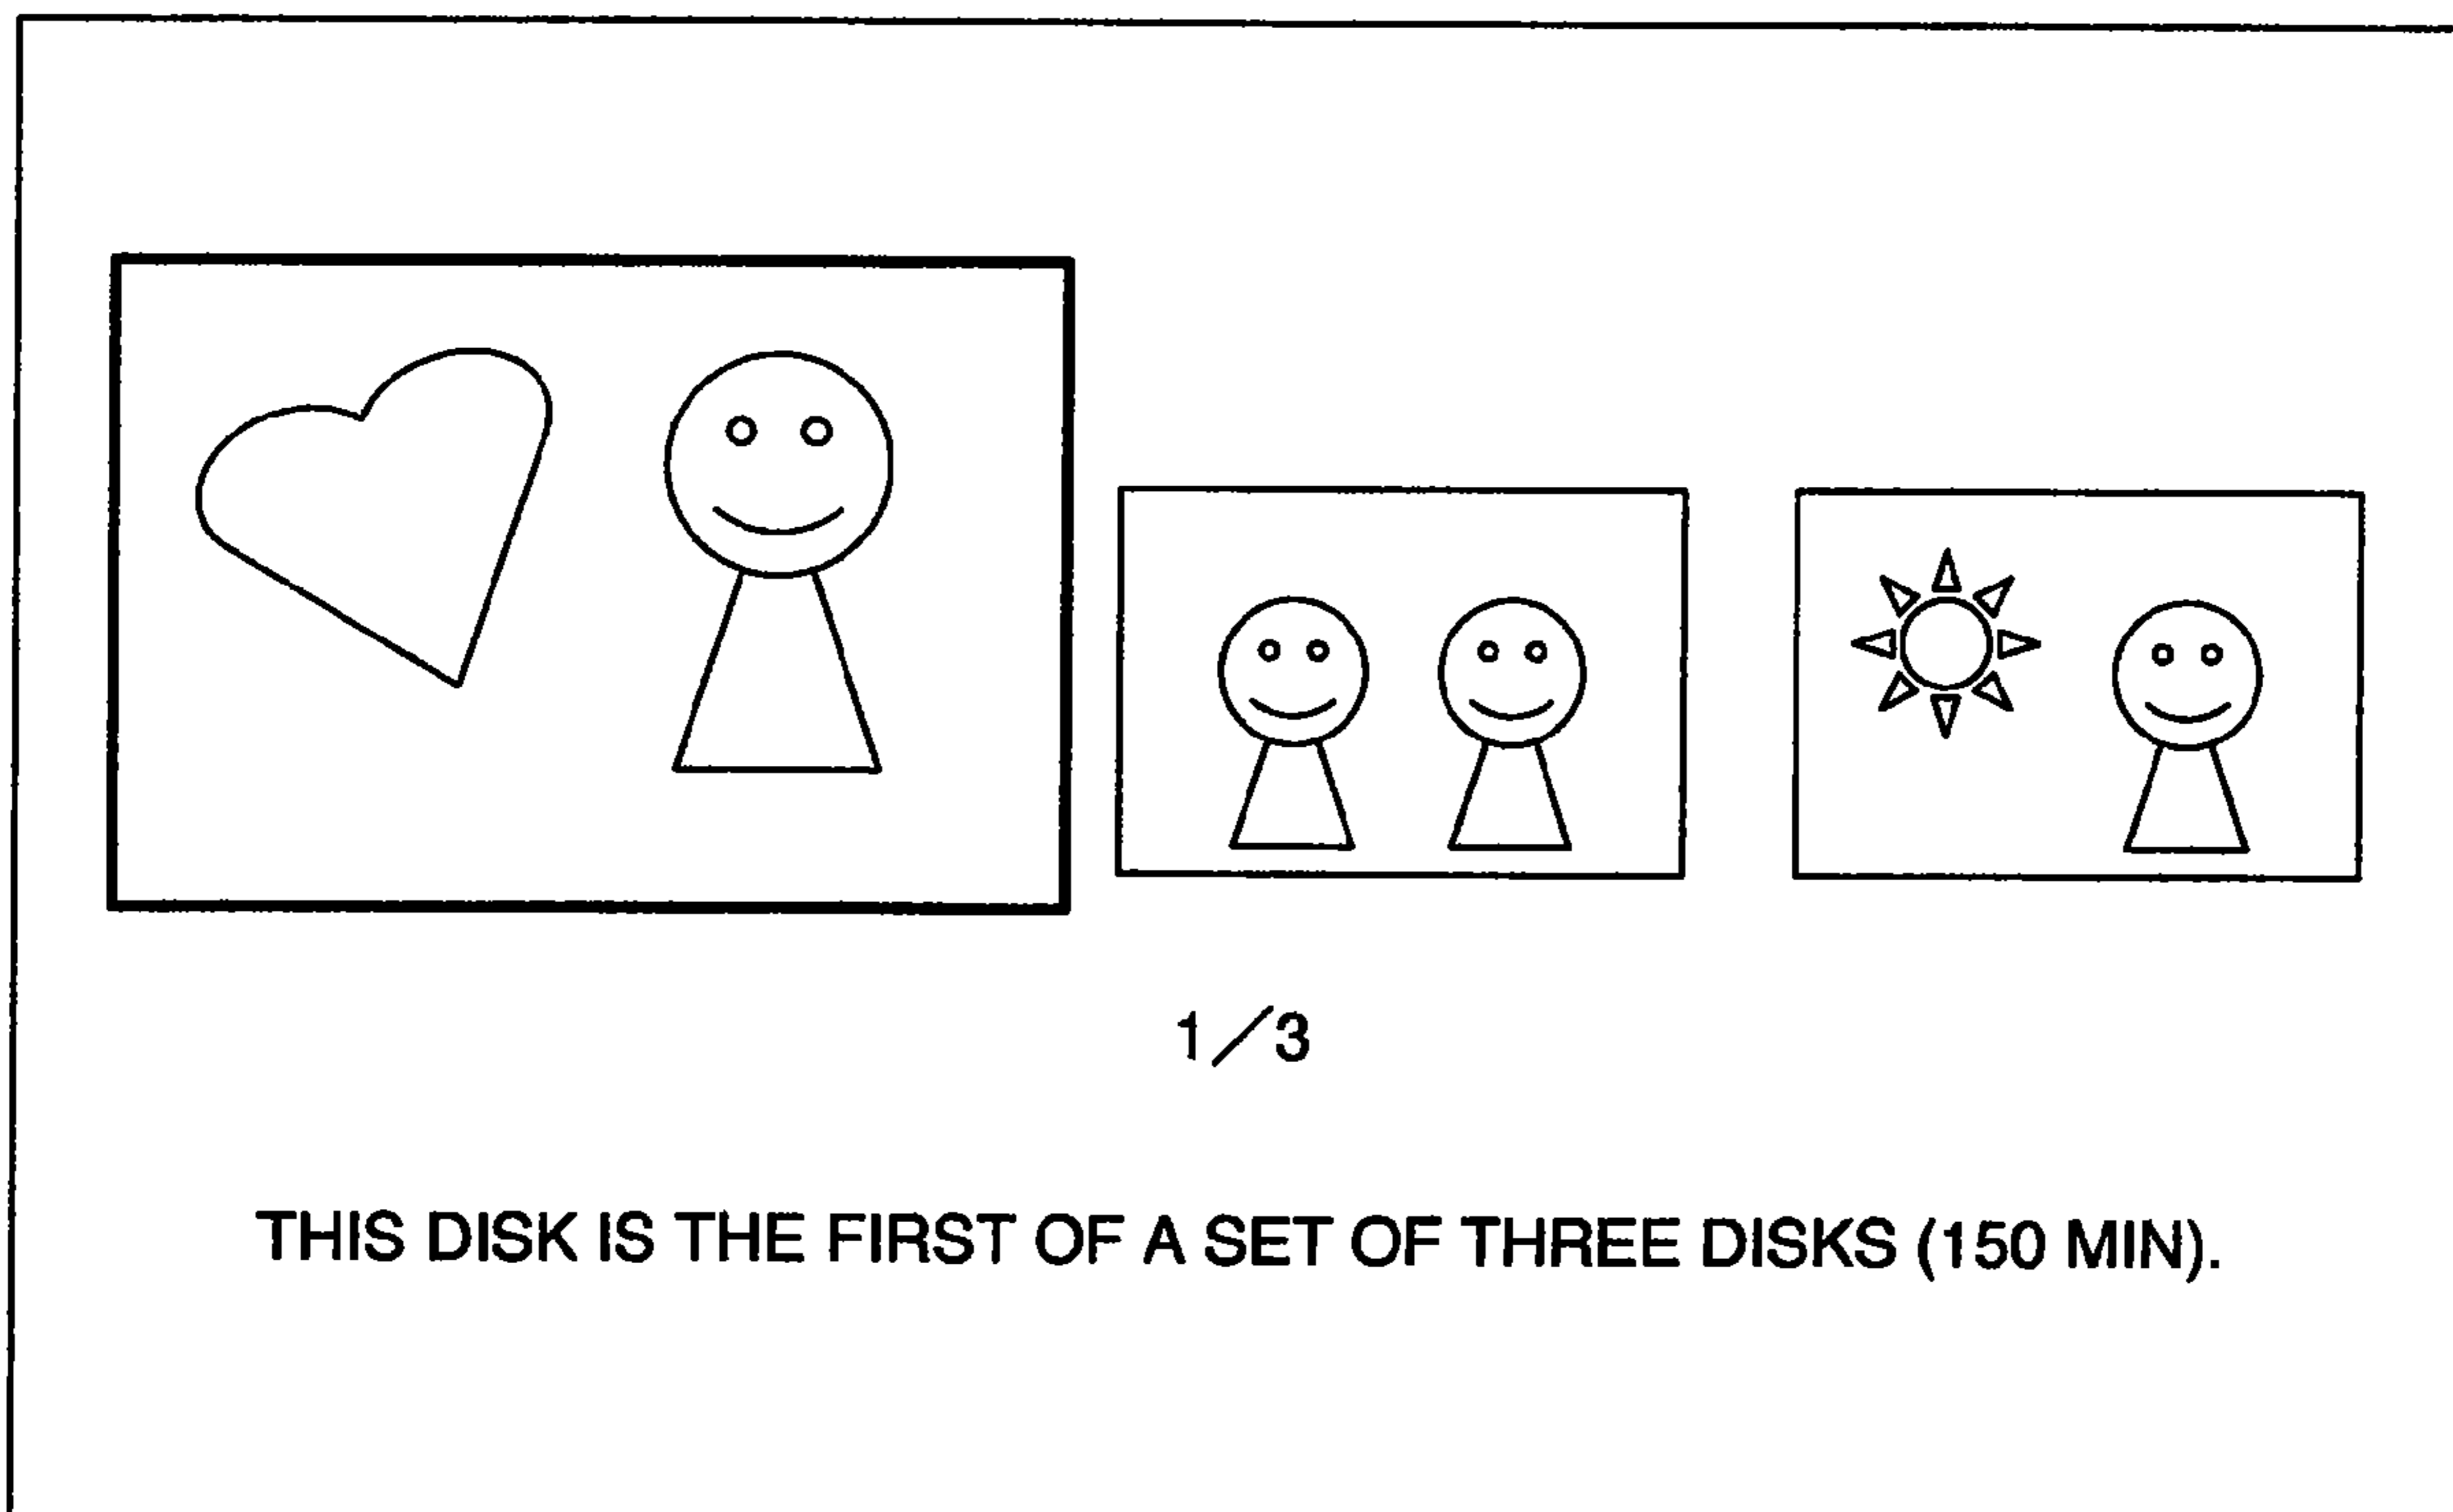 1/3
THIS DISK IS THE FIRST OF A SET OF THREE DISKS (150 MIN).